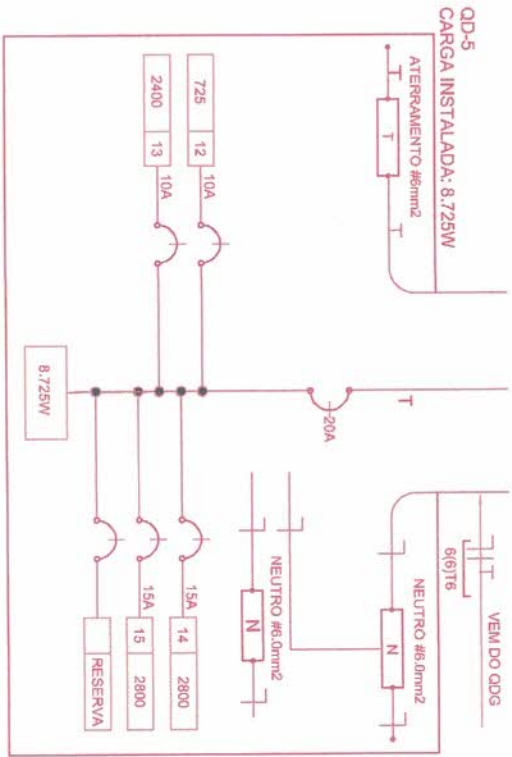 QD-5
CARGA INSTALADA: 8.725W
ATERRAMENTO #6mm2
T
T
T
VEM DO QDG
6(6)T6
T
NEUTRO #6.0mm2
N
NEUTRO #6.0mm2
N
20A
T
725
12
10A
2400
13
10A
15A
14
2800
15A
15
2800
RESERVA
8.725W